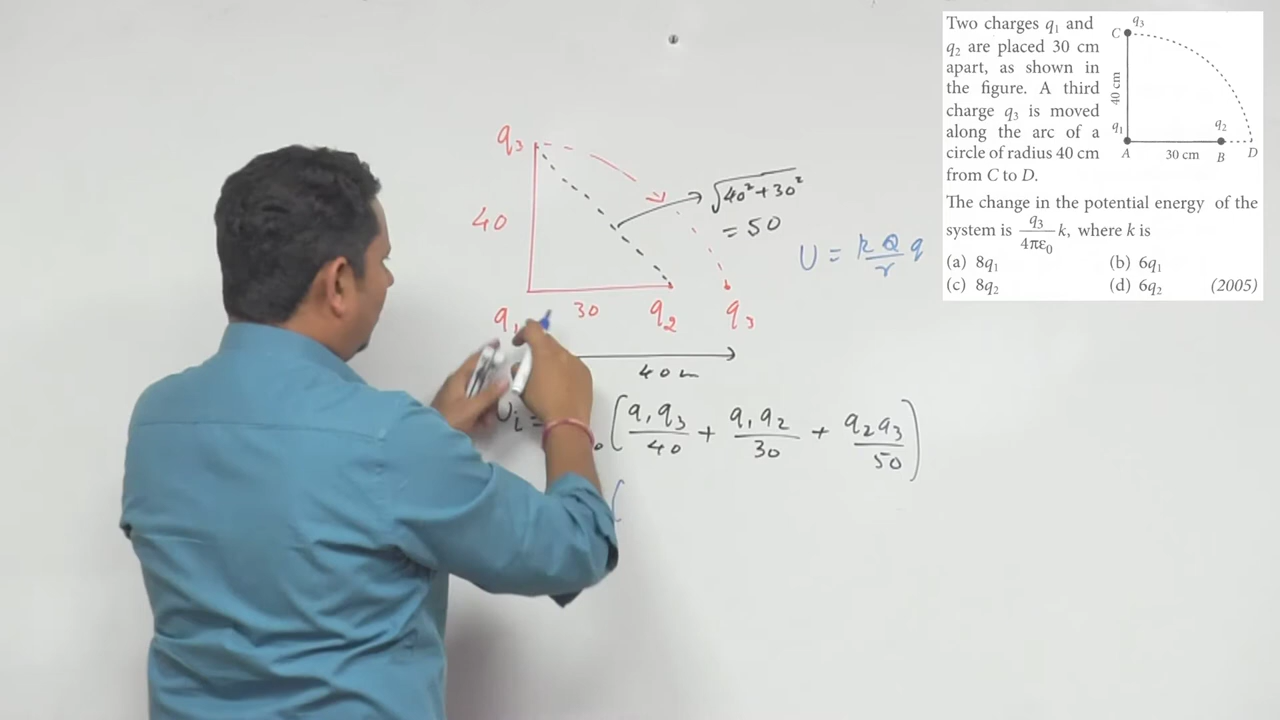 Two charges q₁ and
q₂ are placed 30 cm
apart, as shown in
the figure. A third
charge q₃ is moved
along the arc of a
circle of radius 40 cm
from C to D.
C q₃
40 cm
q₁ q₂
A 30 cm B D
The change in the potential energy of the
system is q₃/4πε₀ k, where k is
(a) 8q₁ (b) 6q₁
(c) 8q₂ (d) 6q₂ (2005)
q₃
√40²+30²
= 50
40
U = kQ/r q
q₁ 30 q₂ q₃
40
Uᵢ = (q₁q₃/40 + q₁q₂/30 + q₂q₃/50)
(